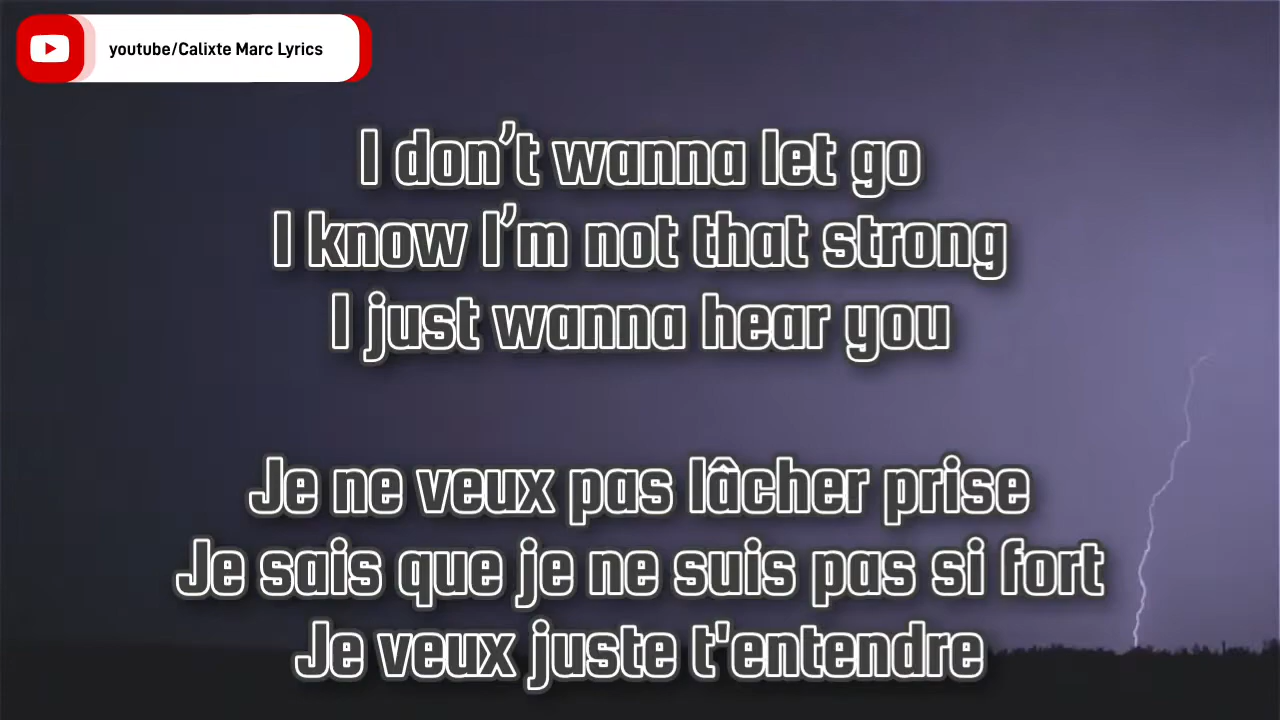 youtube/Calixte Marc Lyrics
I don’t wanna let go
I know I’m not that strong
I just wanna hear you
Je ne veux pas lâcher prise
Je sais que je ne suis pas si fort
Je veux juste t'entendre